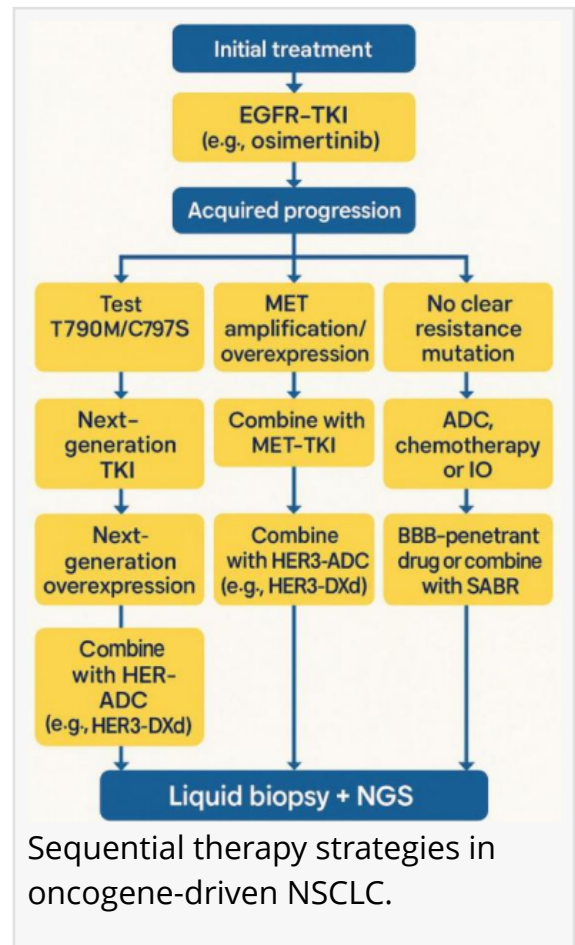 Initial treatment
EGFR–TKI
(e.g., osimertinib)
Acquired progression
Test
T790M/C797S
Next–
generation
TKI
Next-
generation
overexpression
Combine
with HER-
ADC
(e.g., HER3-DXd)
MET
amplification/
overexpression
Combine with
MET-TKI
Combine
with HER3-ADC
(e.g., HER3-DXd)
No clear
resistance
mutation
ADC,
chemotherapy
or IO
BBB-penetrant
drug or combine
with SABR
Liquid biopsy + NGS
Sequential therapy strategies in
oncogene-driven NSCLC.